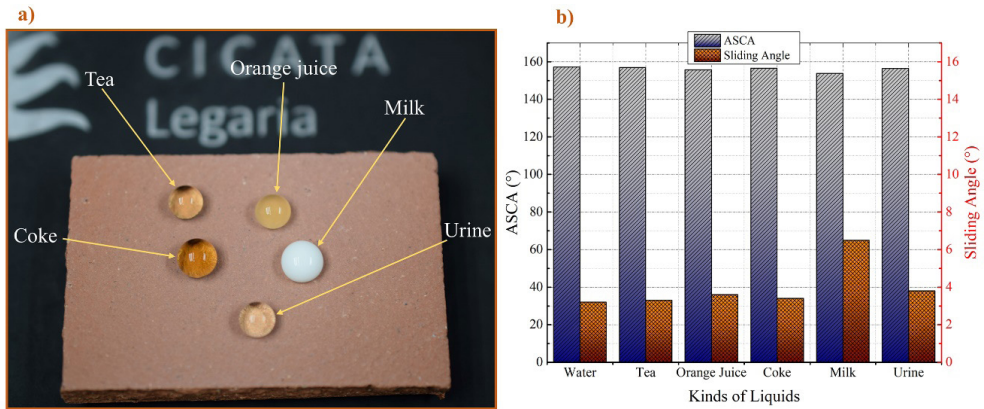 a)
CICATA
Legaria
Tea
Orange juice
Milk
Coke
Urine
b)
ASCA
Sliding Angle
160
140
120
100
80
60
40
20
0
ASCA (°)
16
14
12
10
8
6
4
2
0
Sliding Angle (°)
Water Tea Orange Juice Coke Milk Urine
Kinds of Liquids